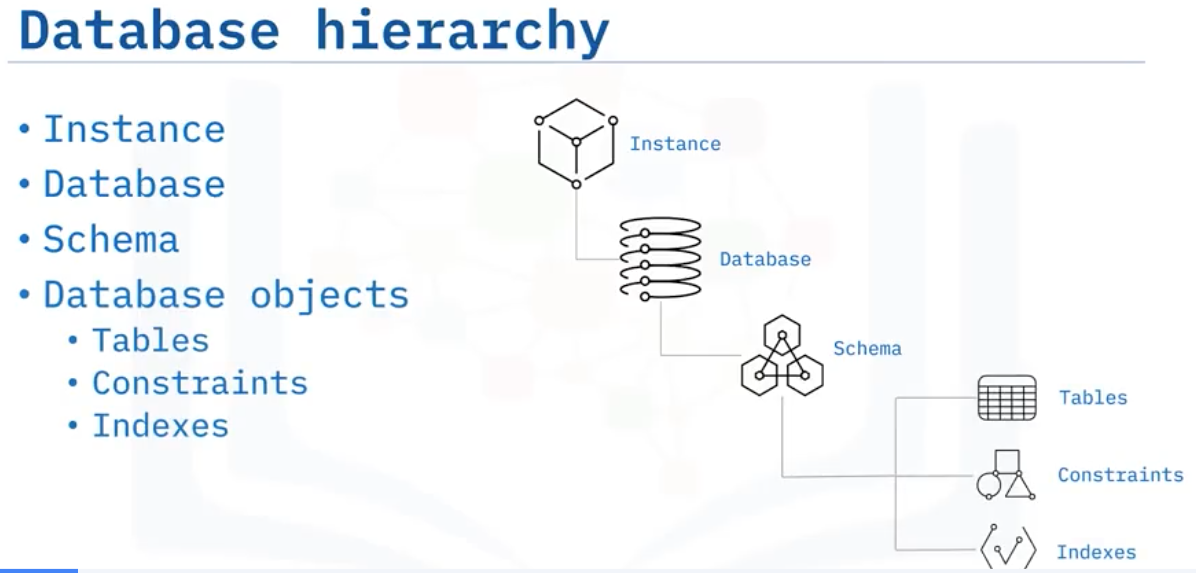 Database hierarchy
• Instance
• Database
• Schema
• Database objects
• Tables
• Constraints
• Indexes
Instance
Database
Schema
Tables
Constraints
Indexes